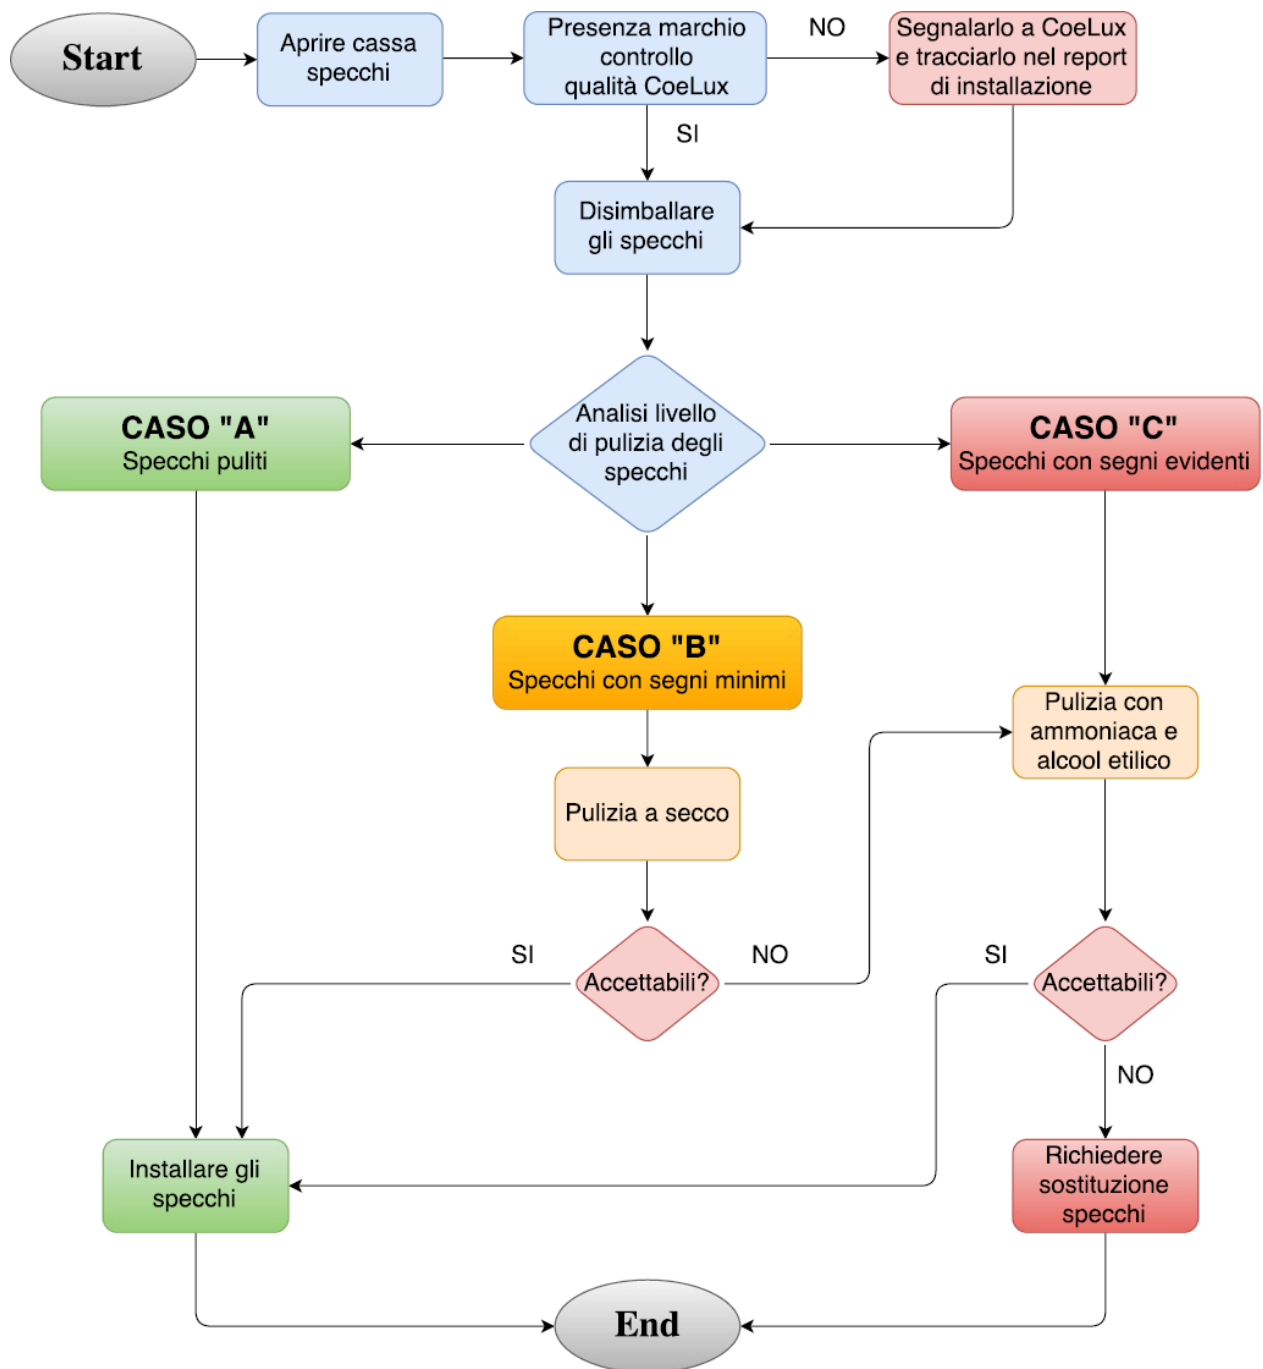 Start
Aprire cassa
specchi
Presenza marchio
controllo
qualità CoeLux
NO
Segnalarlo a CoeLux
e tracciarlo nel report
di installazione
SI
Disimballare
gli specchi
Analisi livello
di pulizia degli
specchi
CASO "A"
Specchi puliti
CASO "C"
Specchi con segni evidenti
CASO "B"
Specchi con segni minimi
Pulizia con
ammoniaca e
alcool etilico
Pulizia a secco
SI
Accettabili?
NO
SI
Accettabili?
NO
Installare gli
specchi
Richiedere
sostituzione
specchi
End